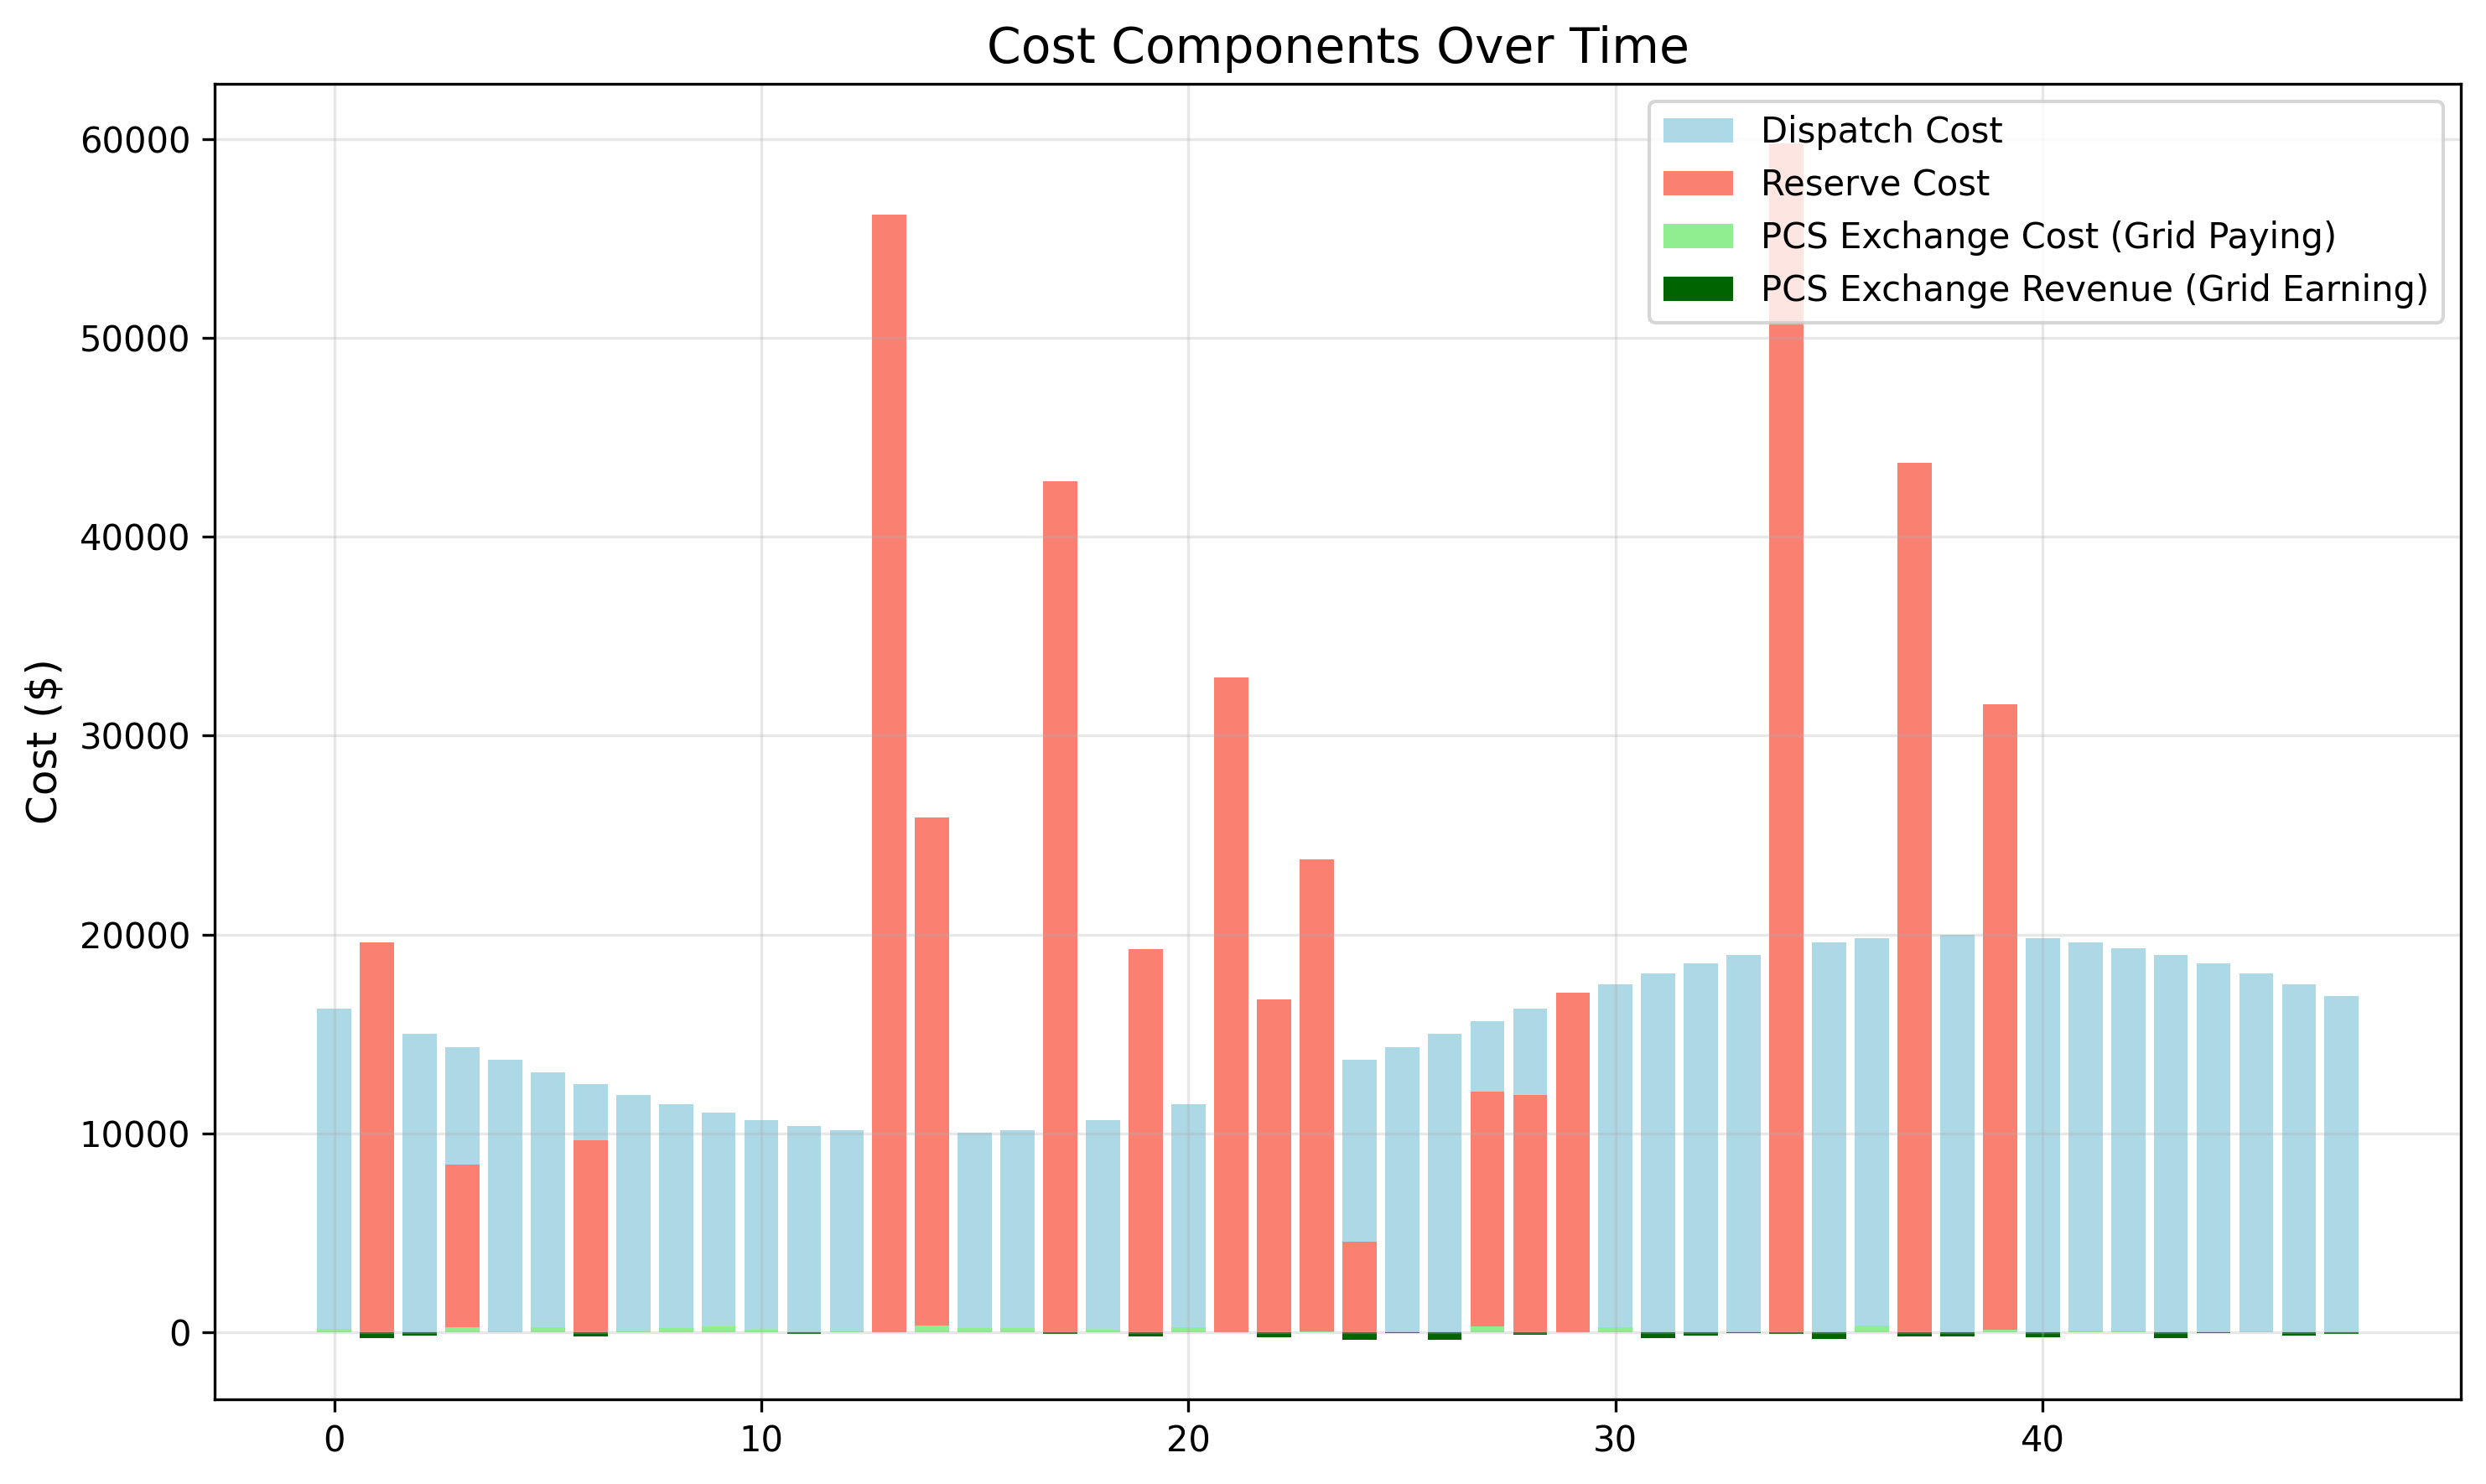 Cost Components Over Time
Cost ($)
60000
50000
40000
30000
20000
10000
0
0 10 20 30 40
Dispatch Cost
Reserve Cost
PCS Exchange Cost (Grid Paying)
PCS Exchange Revenue (Grid Earning)